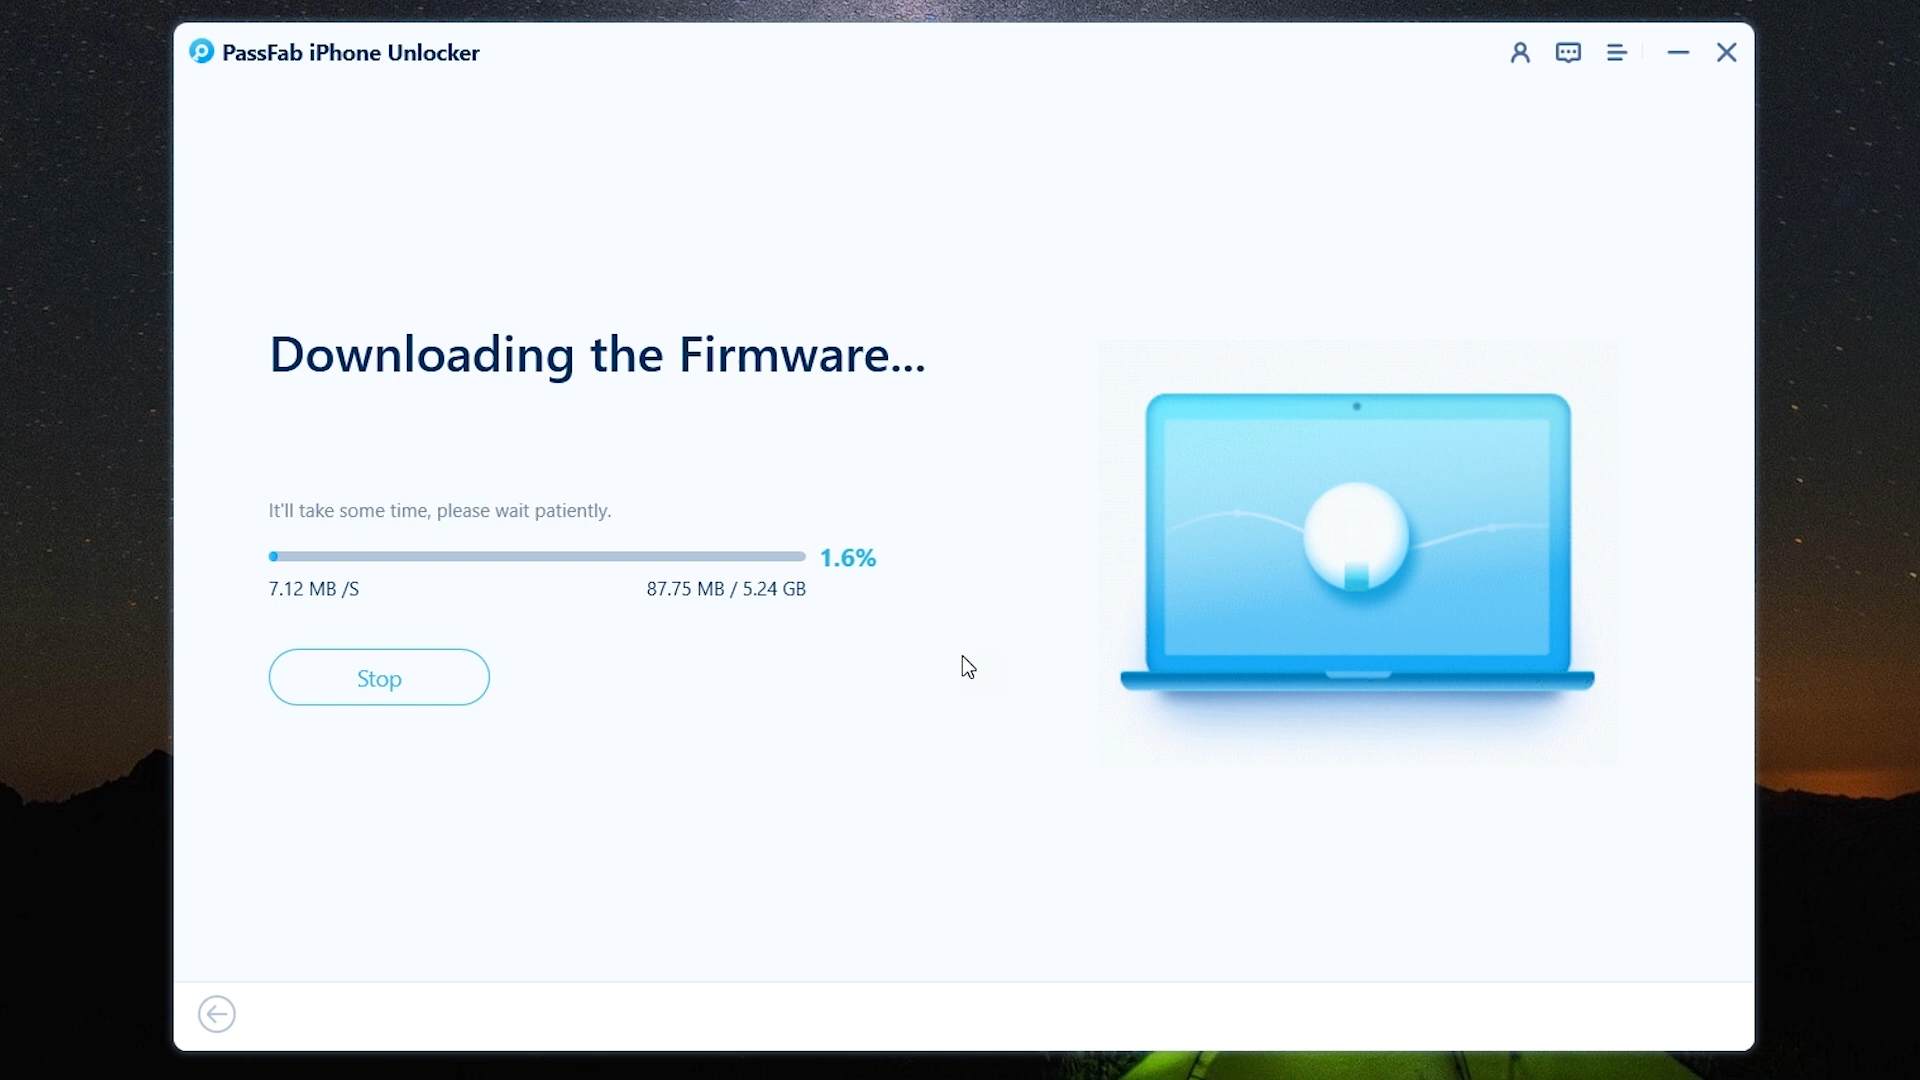 PassFab iPhone Unlocker
Downloading the Firmware...
It'll take some time, please wait patiently.
1.6%
7.12 MB /S
87.75 MB / 5.24 GB
Stop